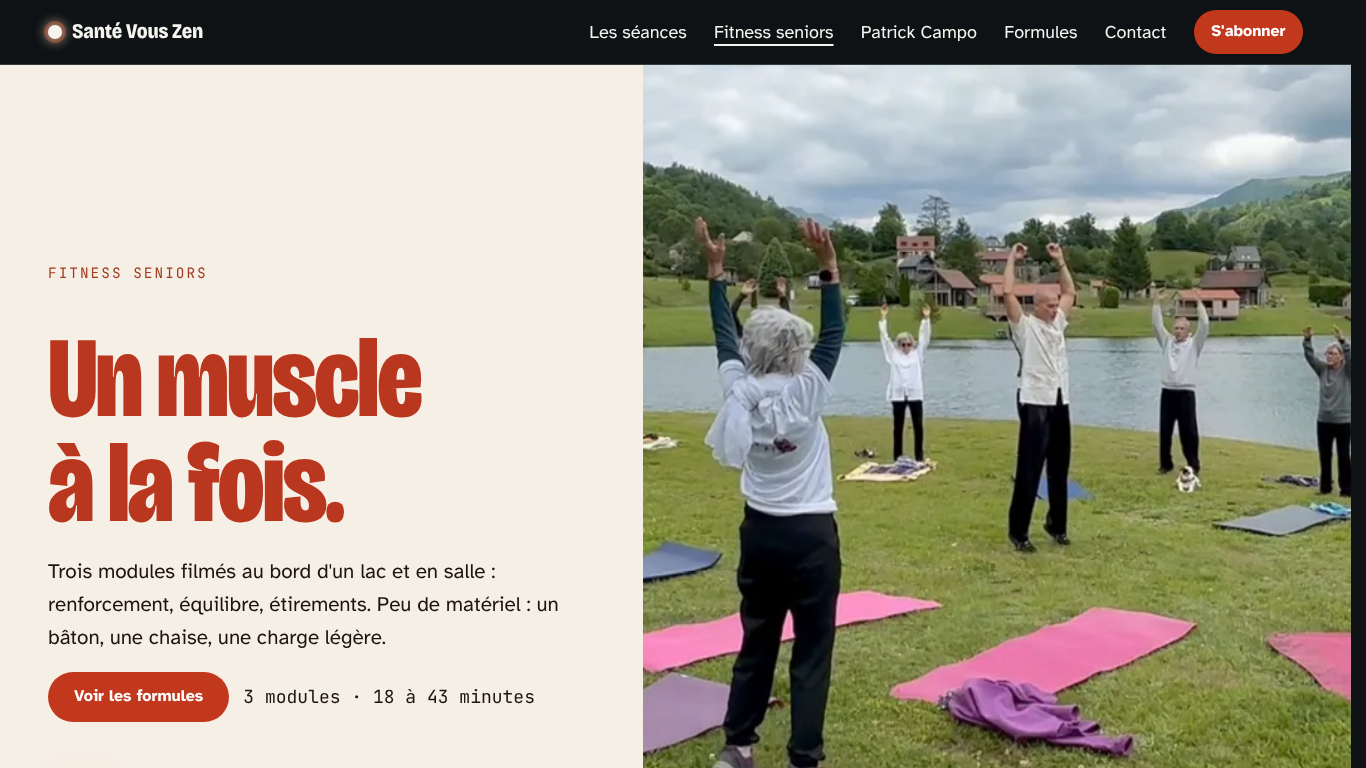 Santé Vous Zen
Les séances
Fitness seniors
Patrick Campo
Formules
Contact
S'abonner
FITNESS SENIORS
Un muscle
à la fois.
Trois modules filmés au bord d'un lac et en salle :
renforcement, équilibre, étirements. Peu de matériel : un
bâton, une chaise, une charge légère.
Voir les formules
3 modules · 18 à 43 minutes